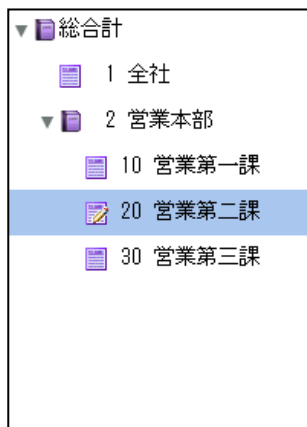 総合計
1 全社
2 営業本部
10 営業第一課
20 営業第二課
30 営業第三課